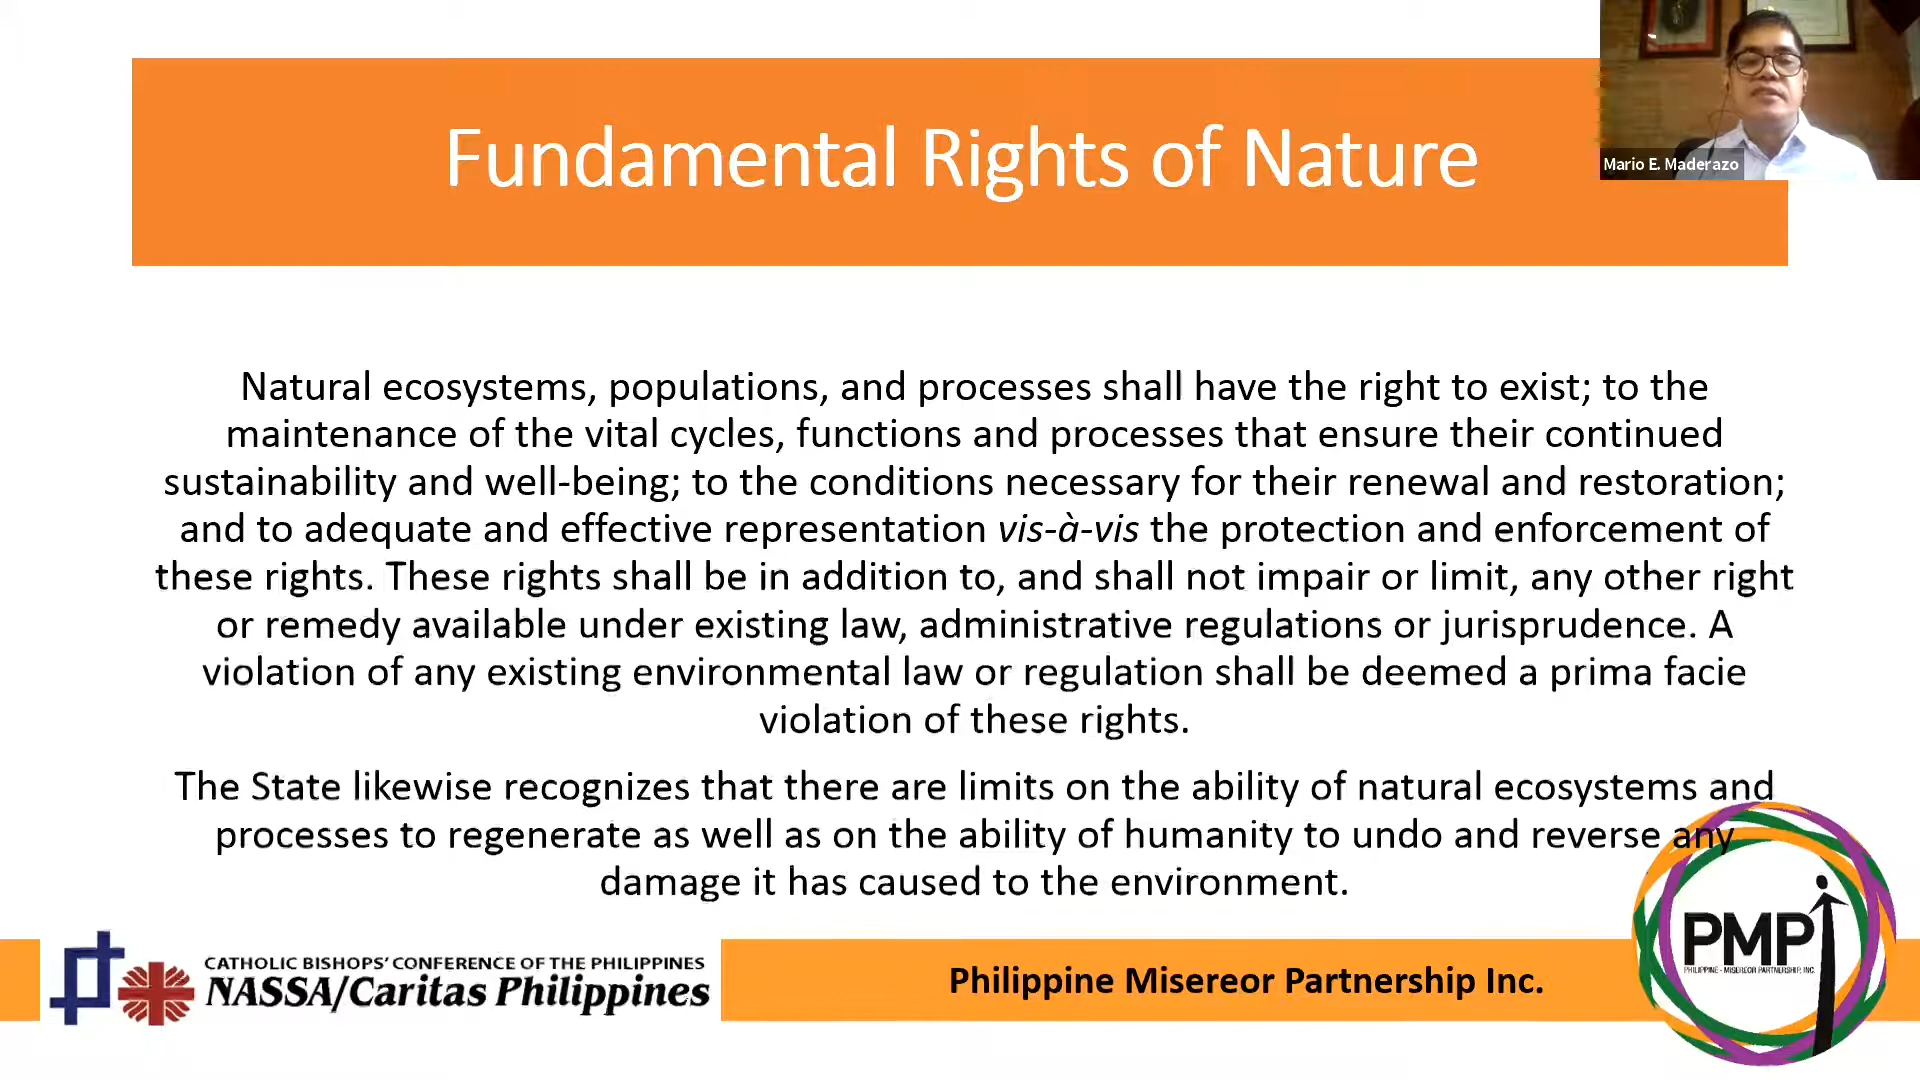 Fundamental Rights of Nature
Mario E. Maderazo
Natural ecosystems, populations, and processes shall have the right to exist; to the
maintenance of the vital cycles, functions and processes that ensure their continued
sustainability and well-being; to the conditions necessary for their renewal and restoration;
and to adequate and effective representation vis-à-vis the protection and enforcement of
these rights. These rights shall be in addition to, and shall not impair or limit, any other right
or remedy available under existing law, administrative regulations or jurisprudence. A
violation of any existing environmental law or regulation shall be deemed a prima facie
violation of these rights.
The State likewise recognizes that there are limits on the ability of natural ecosystems and
processes to regenerate as well as on the ability of humanity to undo and reverse any
damage it has caused to the environment.
CATHOLIC BISHOPS' CONFERENCE OF THE PHILIPPINES
NASSA/Caritas Philippines
Philippine Misereor Partnership Inc.
PMPI
PHILIPPINE - MISEREOR PARTNERSHIP, INC.